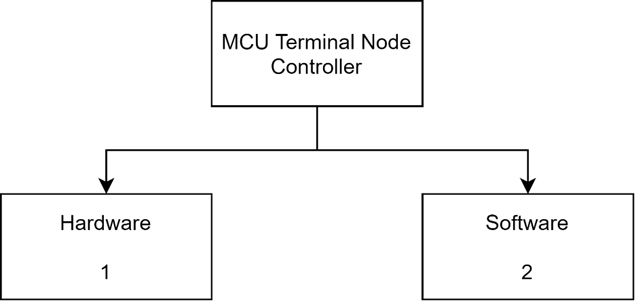 MCU Terminal Node
Controller
Hardware
1
Software
2